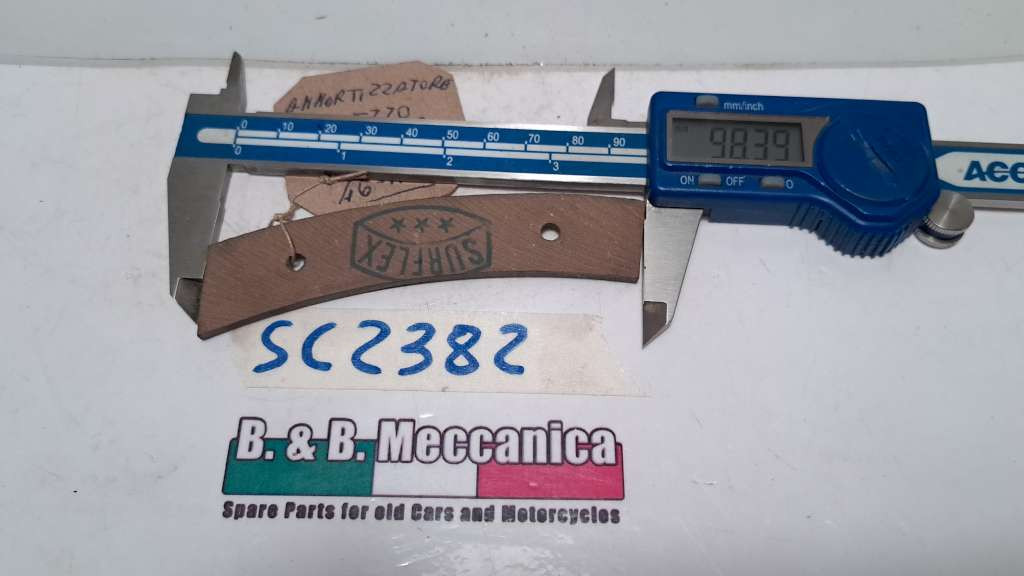 AMMORTIZZATORE
mm/inch
mm
98.39
ON
OFF
0
0 10 20 30 40 50 60 70 80 90
0 1 2 3
ACC
SURFLEX
SC2382
B. & B. Meccanica
Spare Parts for old Cars and Motorcycles